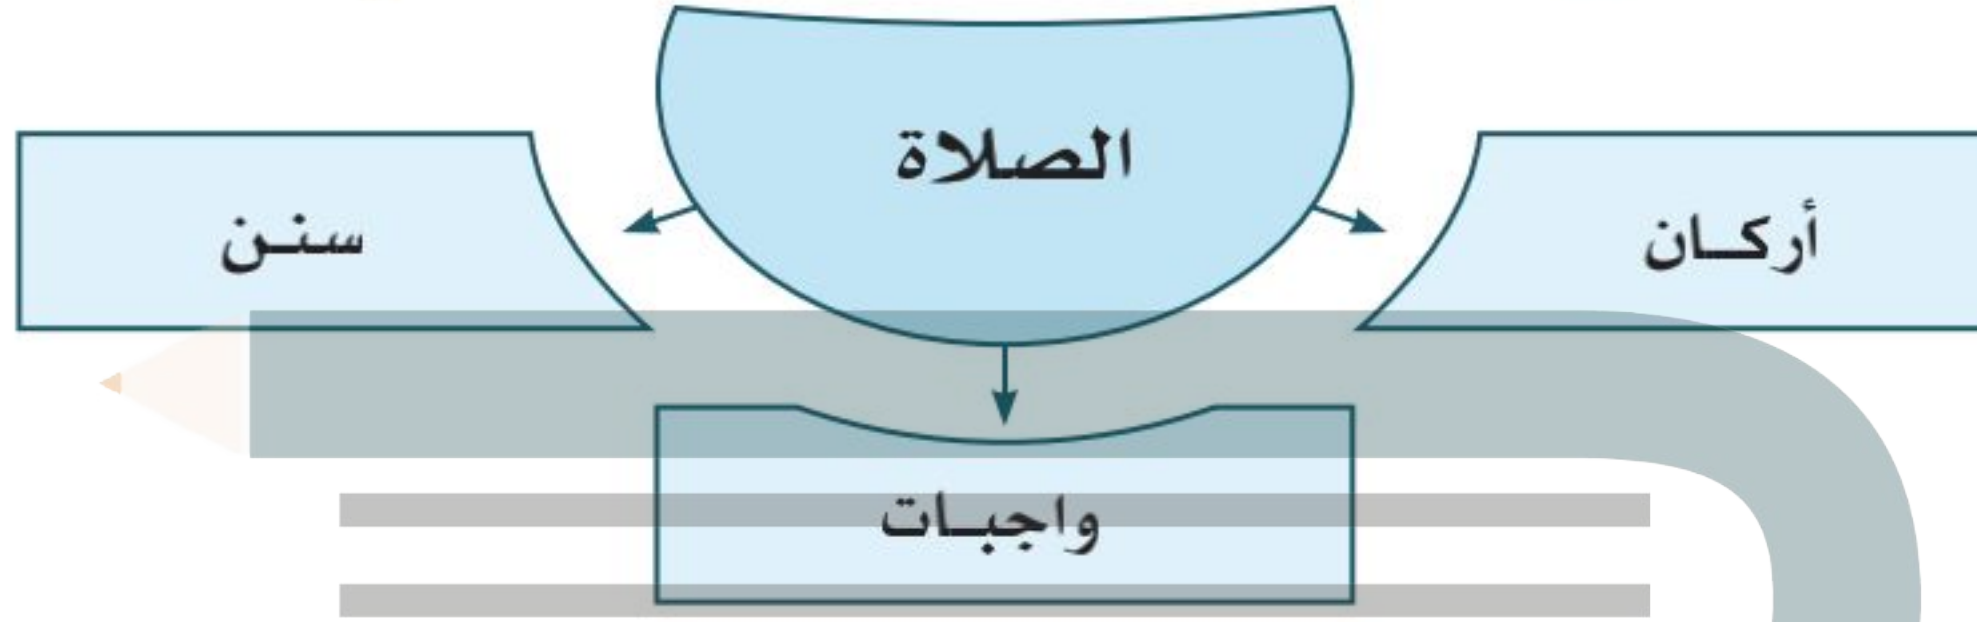 الصلاة
أركان
سنن
واجبات